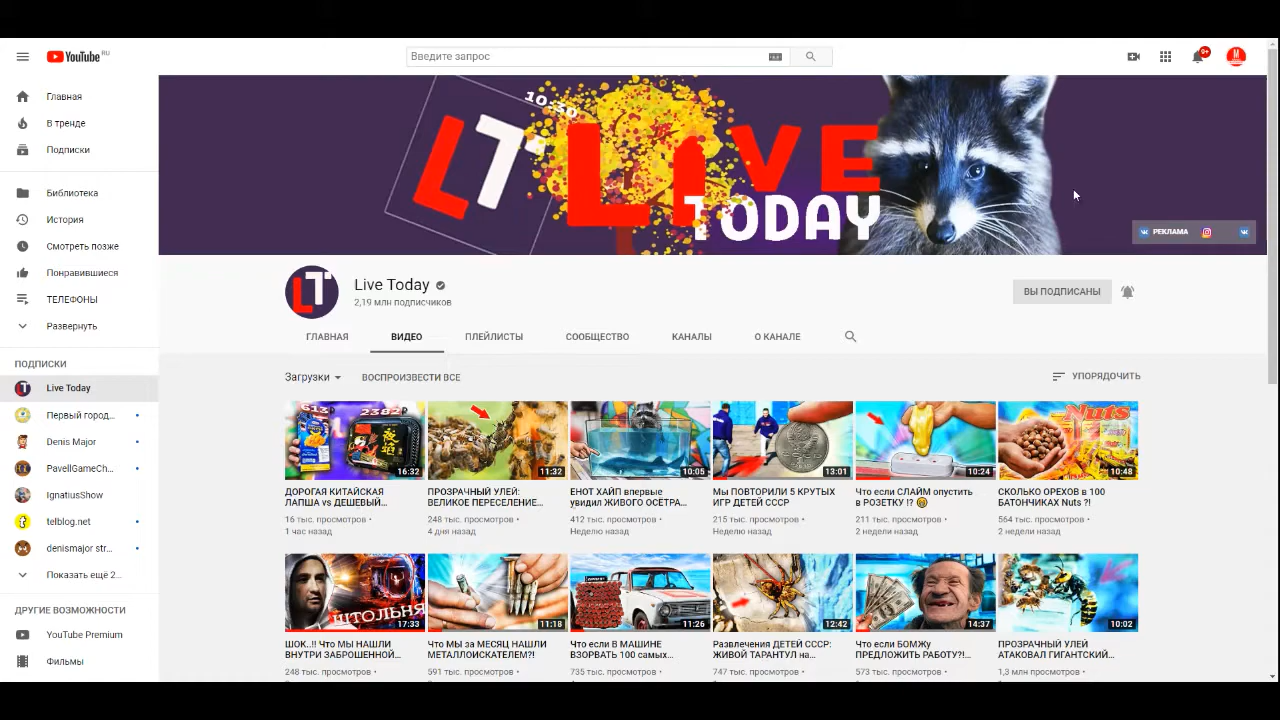 YouTube RU
Введите запрос
9+
M
Главная
В тренде
Подписки
Библиотека
История
Смотреть позже
Понравившиеся
ТЕЛЕФОНЫ
Развернуть
ПОДПИСКИ
Live Today
Первый город...
Denis Major
PavellGameCh...
IgnatiusShow
telblog.net
denismajor str...
Показать ещё 2...
ДРУГИЕ ВОЗМОЖНОСТИ
YouTube Premium
Фильмы
10:30
LT
LiVE
TODAY
РЕКЛАМА
LT
Live Today
2,19 млн подписчиков
ВЫ ПОДПИСАНЫ
ГЛАВНАЯ
ВИДЕО
ПЛЕЙЛИСТЫ
СООБЩЕСТВО
КАНАЛЫ
О КАНАЛЕ
Загрузки
ВОСПРОИЗВЕСТИ ВСЕ
УПОРЯДОЧИТЬ
613
2382
16:32
ДОРОГАЯ КИТАЙСКАЯ
ЛАПША vs ДЕШЕВЫЙ...
16 тыс. просмотров •
1 час назад
11:32
ПРОЗРАЧНЫЙ УЛЕЙ:
ВЕЛИКОЕ ПЕРЕСЕЛЕНИЕ...
248 тыс. просмотров •
4 дня назад
10:05
ЕНОТ ХАЙП впервые
увидил ЖИВОГО ОСЁТРА...
412 тыс. просмотров •
Неделю назад
13:01
Мы ПОВТОРИЛИ 5 КРУТЫХ
ИГР ДЕТЕЙ СССР
215 тыс. просмотров •
Неделю назад
10:24
Что если СЛАЙМ опустить
в РОЗЕТКУ !?
211 тыс. просмотров •
2 недели назад
Nuts
10:48
СКОЛЬКО ОРЕХОВ в 100
БАТОНЧИКАХ Nuts ?!
564 тыс. просмотров •
2 недели назад
ШТОЛЬНЯ
17:33
ШОК..!! Что МЫ НАШЛИ
ВНУТРИ ЗАБРОШЕННОЙ...
248 тыс. просмотров •
11:18
Что МЫ за МЕСЯЦ НАШЛИ
МЕТАЛЛОИСКАТЕЛЕМ?!
591 тыс. просмотров •
11:26
Что если В МАШИНЕ
ВЗОРВАТЬ 100 самых...
735 тыс. просмотров •
12:42
Развлечения ДЕТЕЙ СССР:
ЖИВОЙ ТАРАНТУЛ на...
747 тыс. просмотров •
14:37
Что если БОМЖу
ПРЕДЛОЖИТЬ РАБОТУ?!...
573 тыс. просмотров •
10:02
ПРОЗРАЧНЫЙ УЛЕЙ
АТАКОВАЛ ГИГАНТСКИЙ...
1,3 млн просмотров •